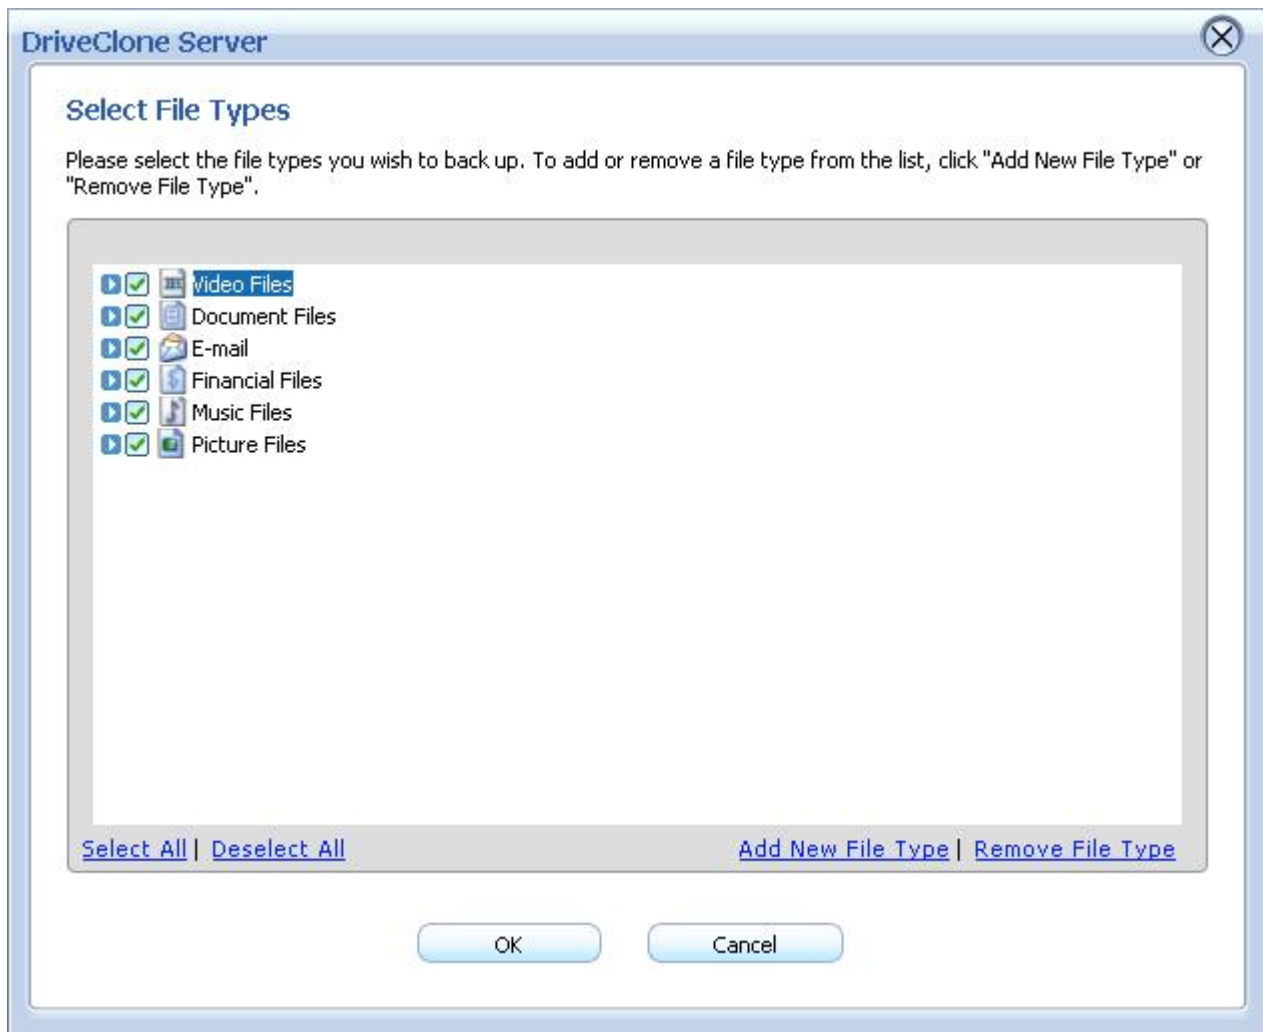 DriveClone Server
Select File Types
Please select the file types you wish to back up. To add or remove a file type from the list, click "Add New File Type" or
"Remove File Type".
Video Files
Document Files
E-mail
Financial Files
Music Files
Picture Files
Select All | Deselect All
Add New File Type | Remove File Type
OK
Cancel